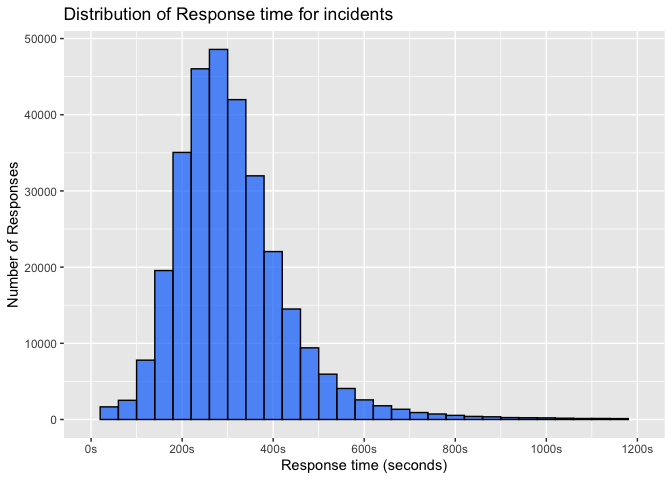 Distribution of Response time for incidents
Number of Responses
50000
40000
30000
20000
10000
0
0s 200s 400s 600s 800s 1000s 1200s
Response time (seconds)